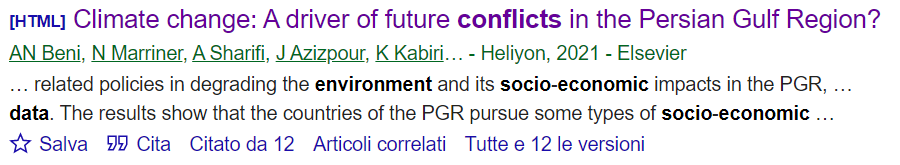 [HTML] Climate change: A driver of future conflicts in the Persian Gulf Region?
AN Beni, N Marriner, A Sharifi, J Azizpour, K Kabiri… - Heliyon, 2021 - Elsevier
… related policies in degrading the environment and its socio-economic impacts in the PGR, …
data. The results show that the countries of the PGR pursue some types of socio-economic …
Salva Cita Citato da 12 Articoli correlati Tutte e 12 le versioni